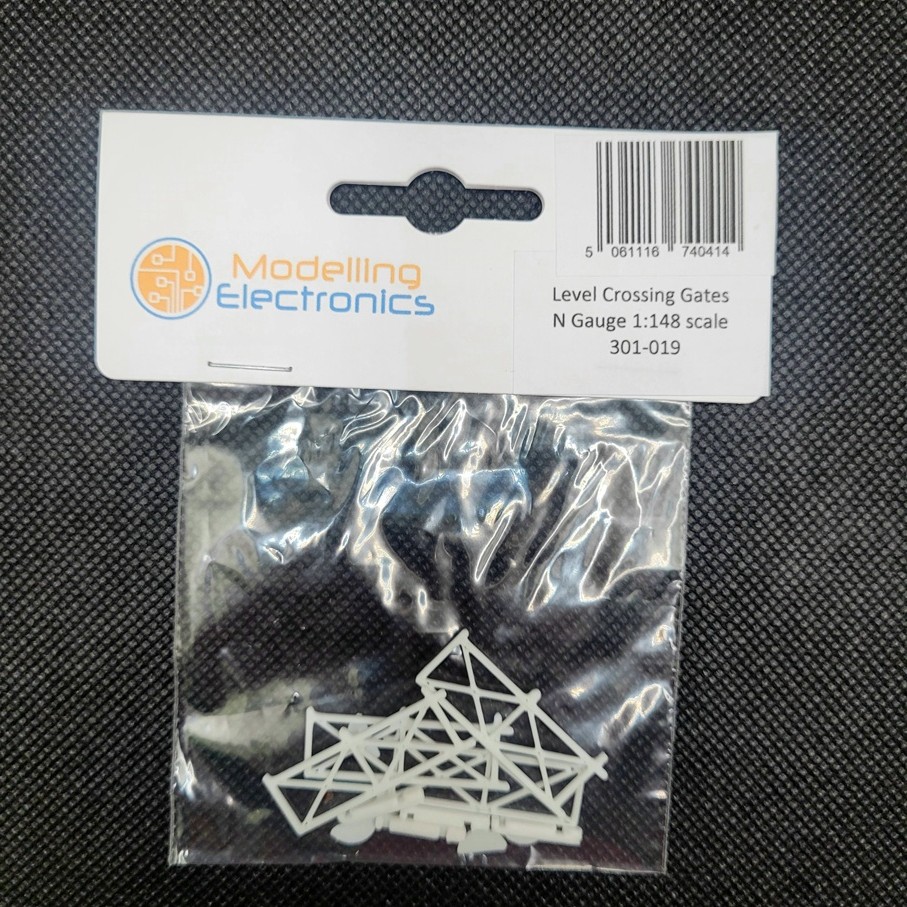 Modelling
Electronics
5 061116 740414
Level Crossing Gates
N Gauge 1:148 scale
301-019